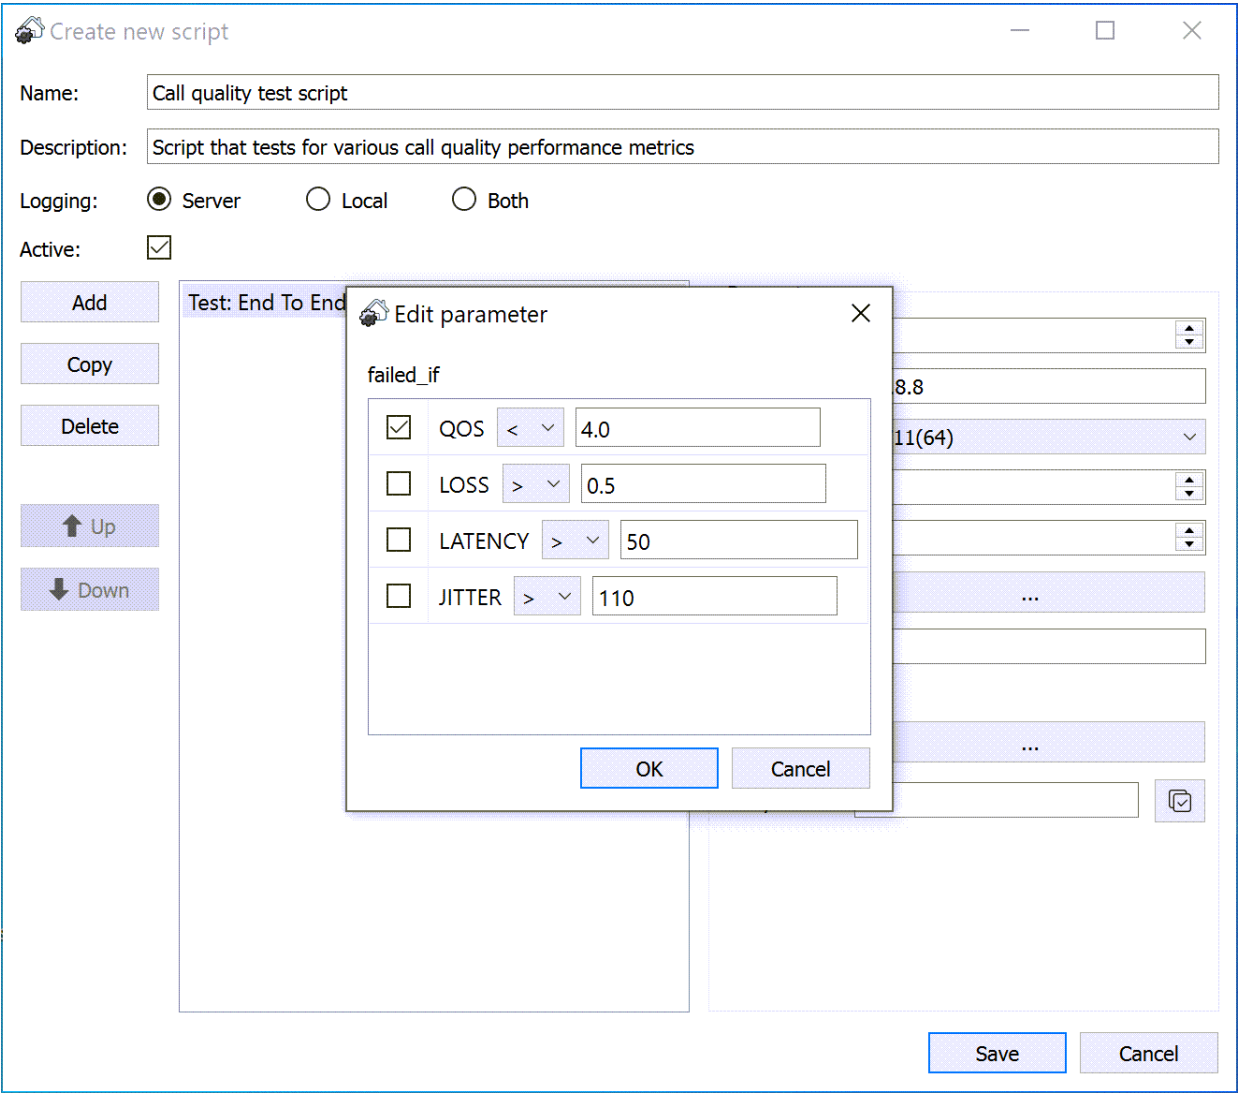 Create new script
Name: Call quality test script
Description: Script that tests for various call quality performance metrics
Logging: Server Local Both
Active:
Add
Copy
Delete
Up
Down
Test: End To End
Edit parameter
failed_if
QOS < 4.0
LOSS > 0.5
LATENCY > 50
JITTER > 110
OK Cancel
.8.8
11(64)
...
...
Save Cancel